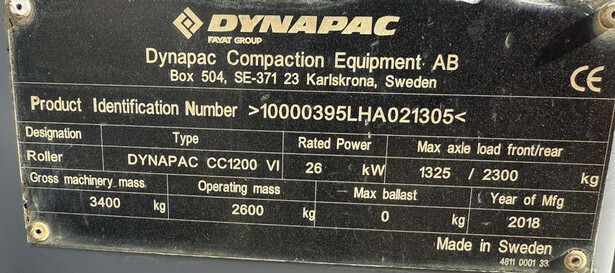 DYNAPAC
FAYAT GROUP
Dynapac Compaction Equipment AB
Box 504, SE-371 23 Karlskrona, Sweden
CE
Product Identification Number >10000395LHA021305<
Designation Type Rated Power Max axle load front/rear
Roller DYNAPAC CC1200 VI 26 kW 1325 / 2300 kg
Gross machinery mass Operating mass Max ballast Year of Mfg
3400 kg 2600 kg 0 kg 2018
Made in Sweden
4811 0001 33